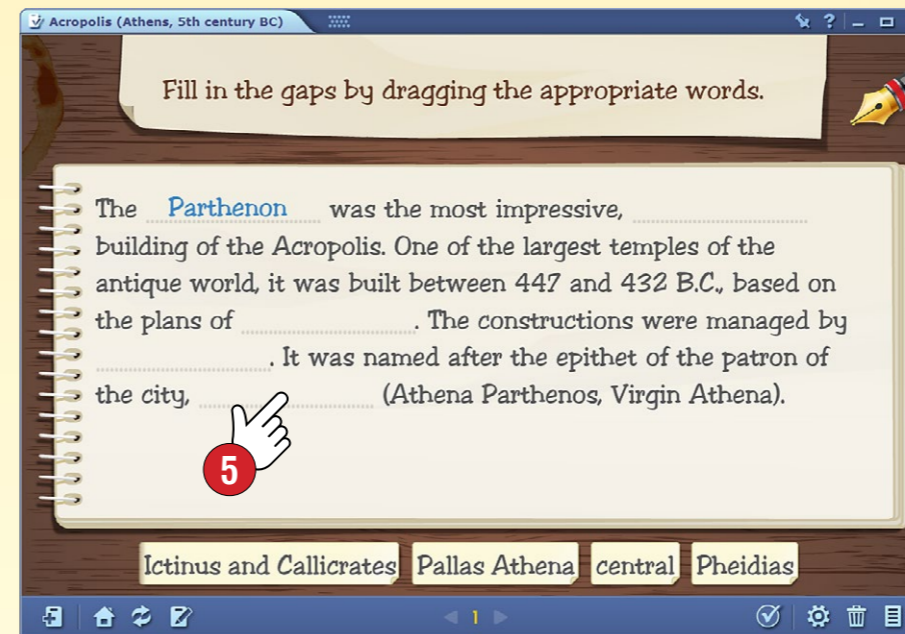 Acropolis (Athens, 5th century BC)
?
Fill in the gaps by dragging the appropriate words.
The Parthenon was the most impressive,
building of the Acropolis. One of the largest temples of the
antique world, it was built between 447 and 432 B.C., based on
the plans of . The constructions were managed by
. It was named after the epithet of the patron of
the city, (Athena Parthenos, Virgin Athena).
5
Ictinus and Callicrates Pallas Athena central Pheidias
1